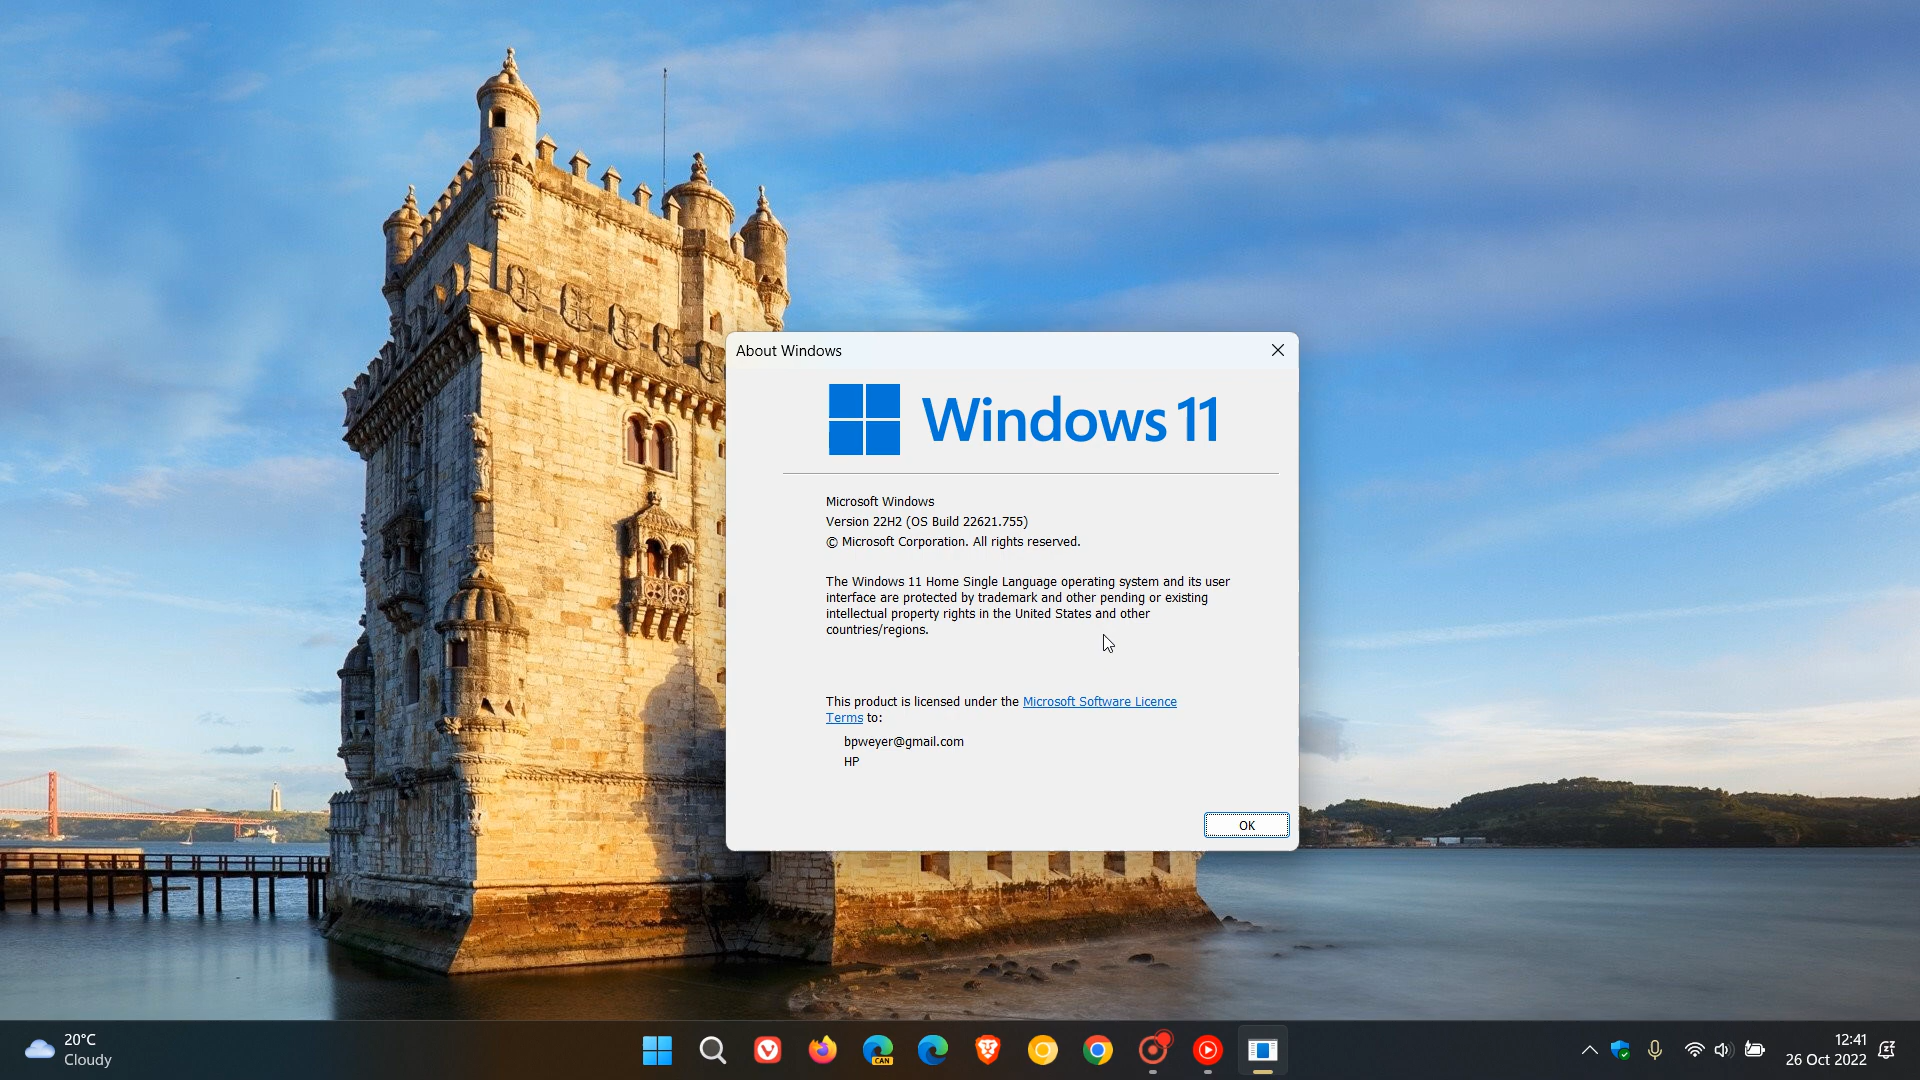 About Windows
Windows 11
Microsoft Windows
Version 22H2 (OS Build 22621.755)
© Microsoft Corporation. All rights reserved.
The Windows 11 Home Single Language operating system and its user
interface are protected by trademark and other pending or existing
intellectual property rights in the United States and other
countries/regions.
This product is licensed under the Microsoft Software Licence
Terms to:
bpweyer@gmail.com
HP
OK
20°C
Cloudy
CAN
12:41
26 Oct 2022